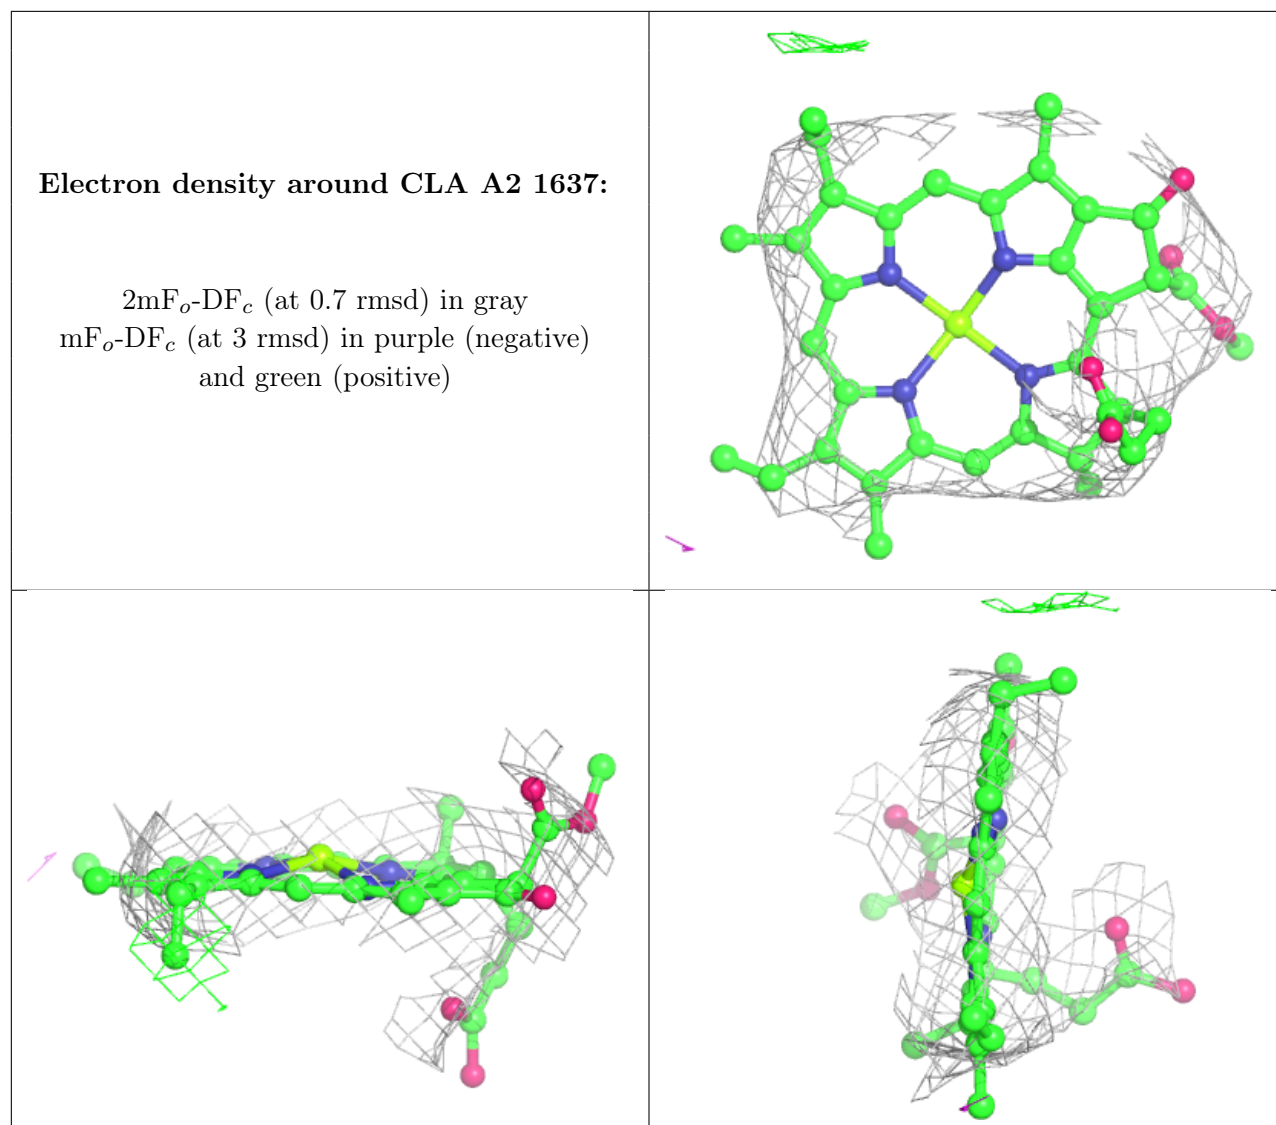 Electron density around CLA A2 1637:
2mFo-DFc (at 0.7 rmsd) in gray
mFo-DFc (at 3 rmsd) in purple (negative)
and green (positive)